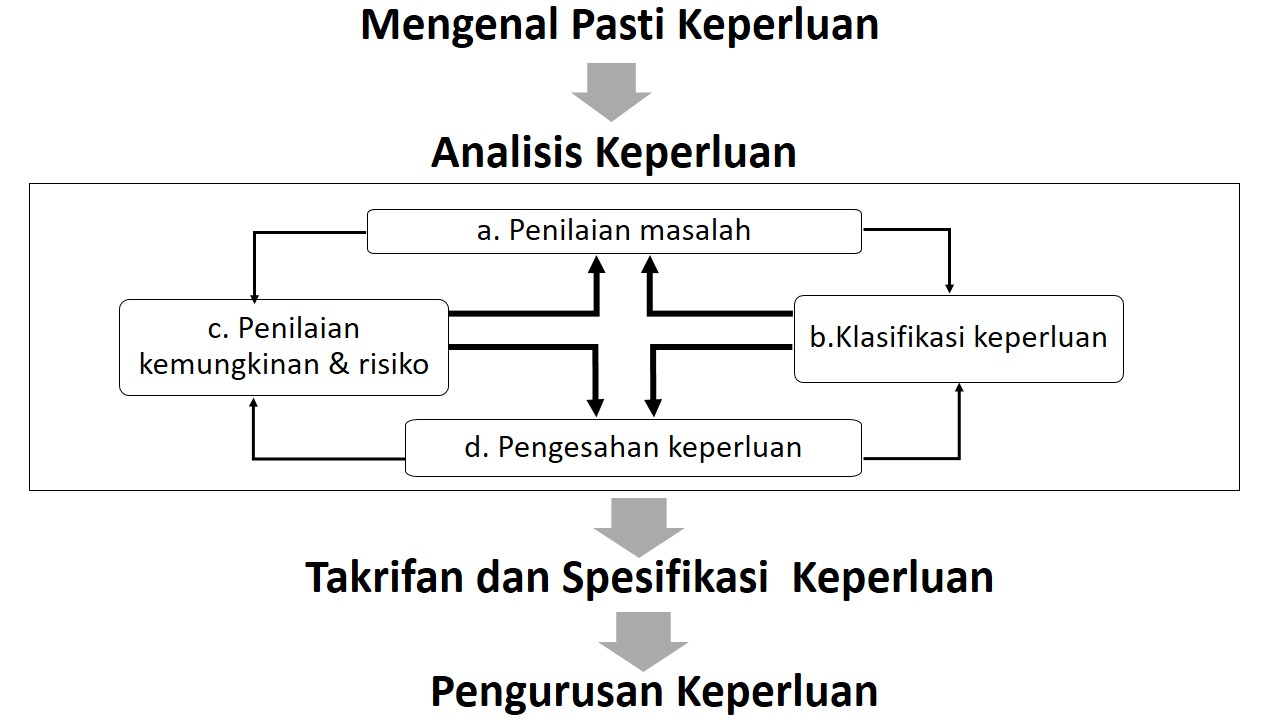 Mengenal Pasti Keperluan
Analisis Keperluan
a. Penilaian masalah
c. Penilaian
kemungkinan & risiko
b.Klasifikasi keperluan
d. Pengesahan keperluan
Takrifan dan Spesifikasi  Keperluan
Pengurusan Keperluan